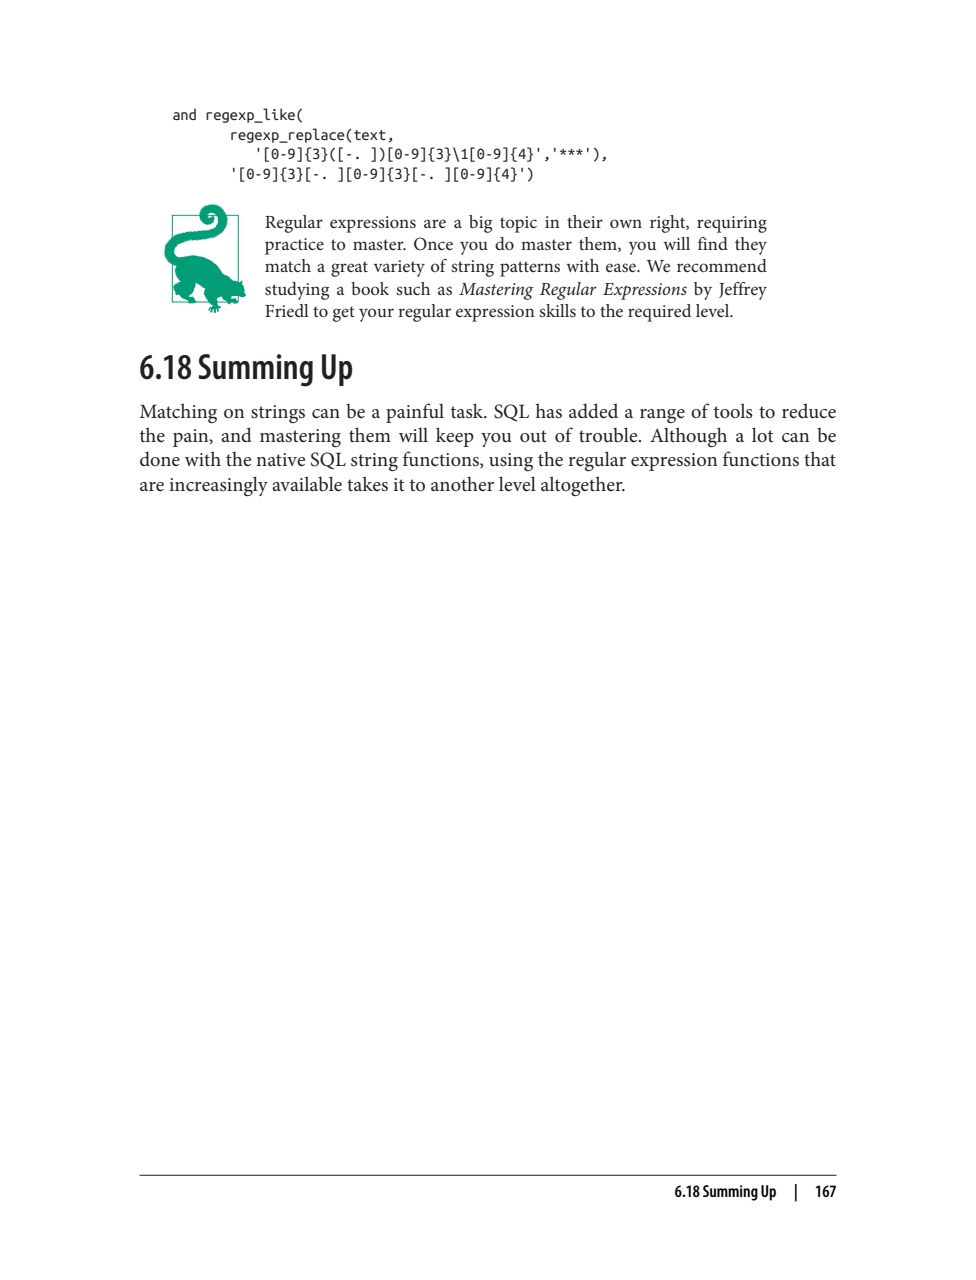 and regexp_like(
regexp_replace(text,
'[0-9]{3}([-. ])[0-9]{3}\1[0-9]{4}','***'),
'[0-9]{3}[-. ][0-9]{3}[-. ][0-9]{4}')
Regular expressions are a big topic in their own right, requiring
practice to master. Once you do master them, you will find they
match a great variety of string patterns with ease. We recommend
studying a book such as Mastering Regular Expressions by Jeffrey
Friedl to get your regular expression skills to the required level.
6.18 Summing Up
Matching on strings can be a painful task. SQL has added a range of tools to reduce
the pain, and mastering them will keep you out of trouble. Although a lot can be
done with the native SQL string functions, using the regular expression functions that
are increasingly available takes it to another level altogether.
6.18 Summing Up | 167